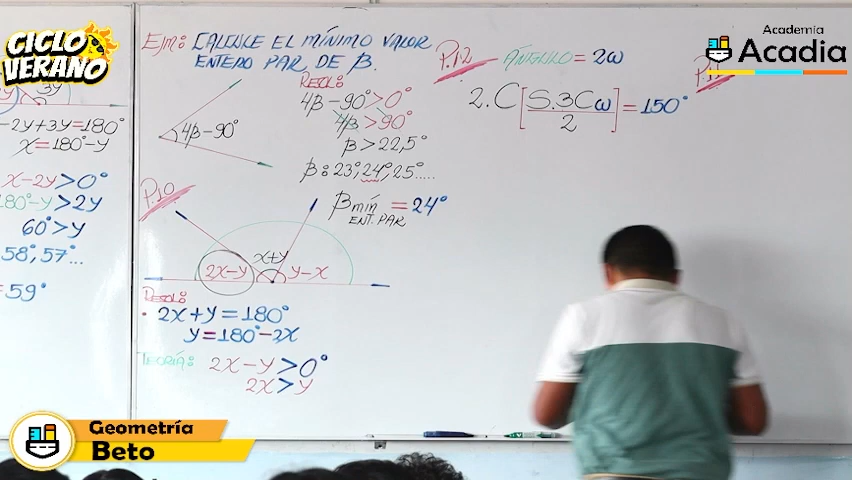 CICLO
VERANO
3y
-2y+3y=180°
x=180°-y
x-2y>0°
180°-y>2y
60°>y
58°,57°...
=59°
Ejm: CALCULE EL MÍNIMO VALOR
ENTERO PAR DE β.
4β-90°
RESOL:
4β-90°>0°
4β>90°
β>22,5°
β:23°,24°,25°.....
βmín = 24°
ENT. PAR
P.10
x+y
2x-y
y-x
RESOL:
2x+y=180°
y=180°-2x
TEORÍA: 2x-y>0°
2x>y
P.12
ÁNGULO=2ω
2.C[S.3Cω/2]=150°
P.11
Academia
Acadia
Geometría
Beto